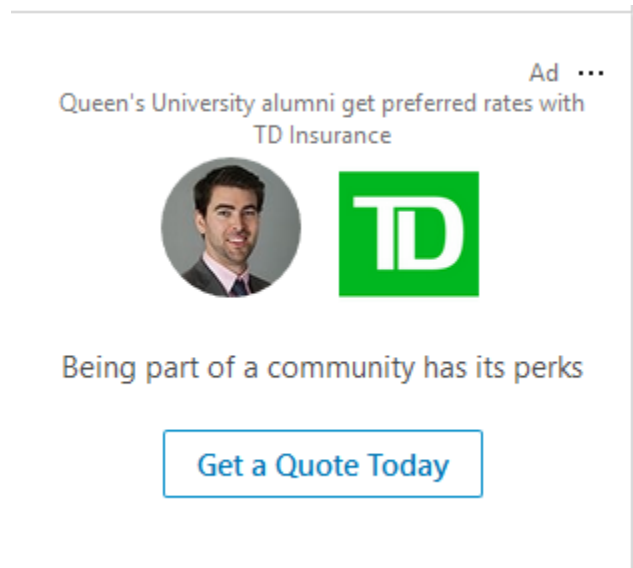 Ad ...
Queen's University alumni get preferred rates with
TD Insurance
TD
Being part of a community has its perks
Get a Quote Today